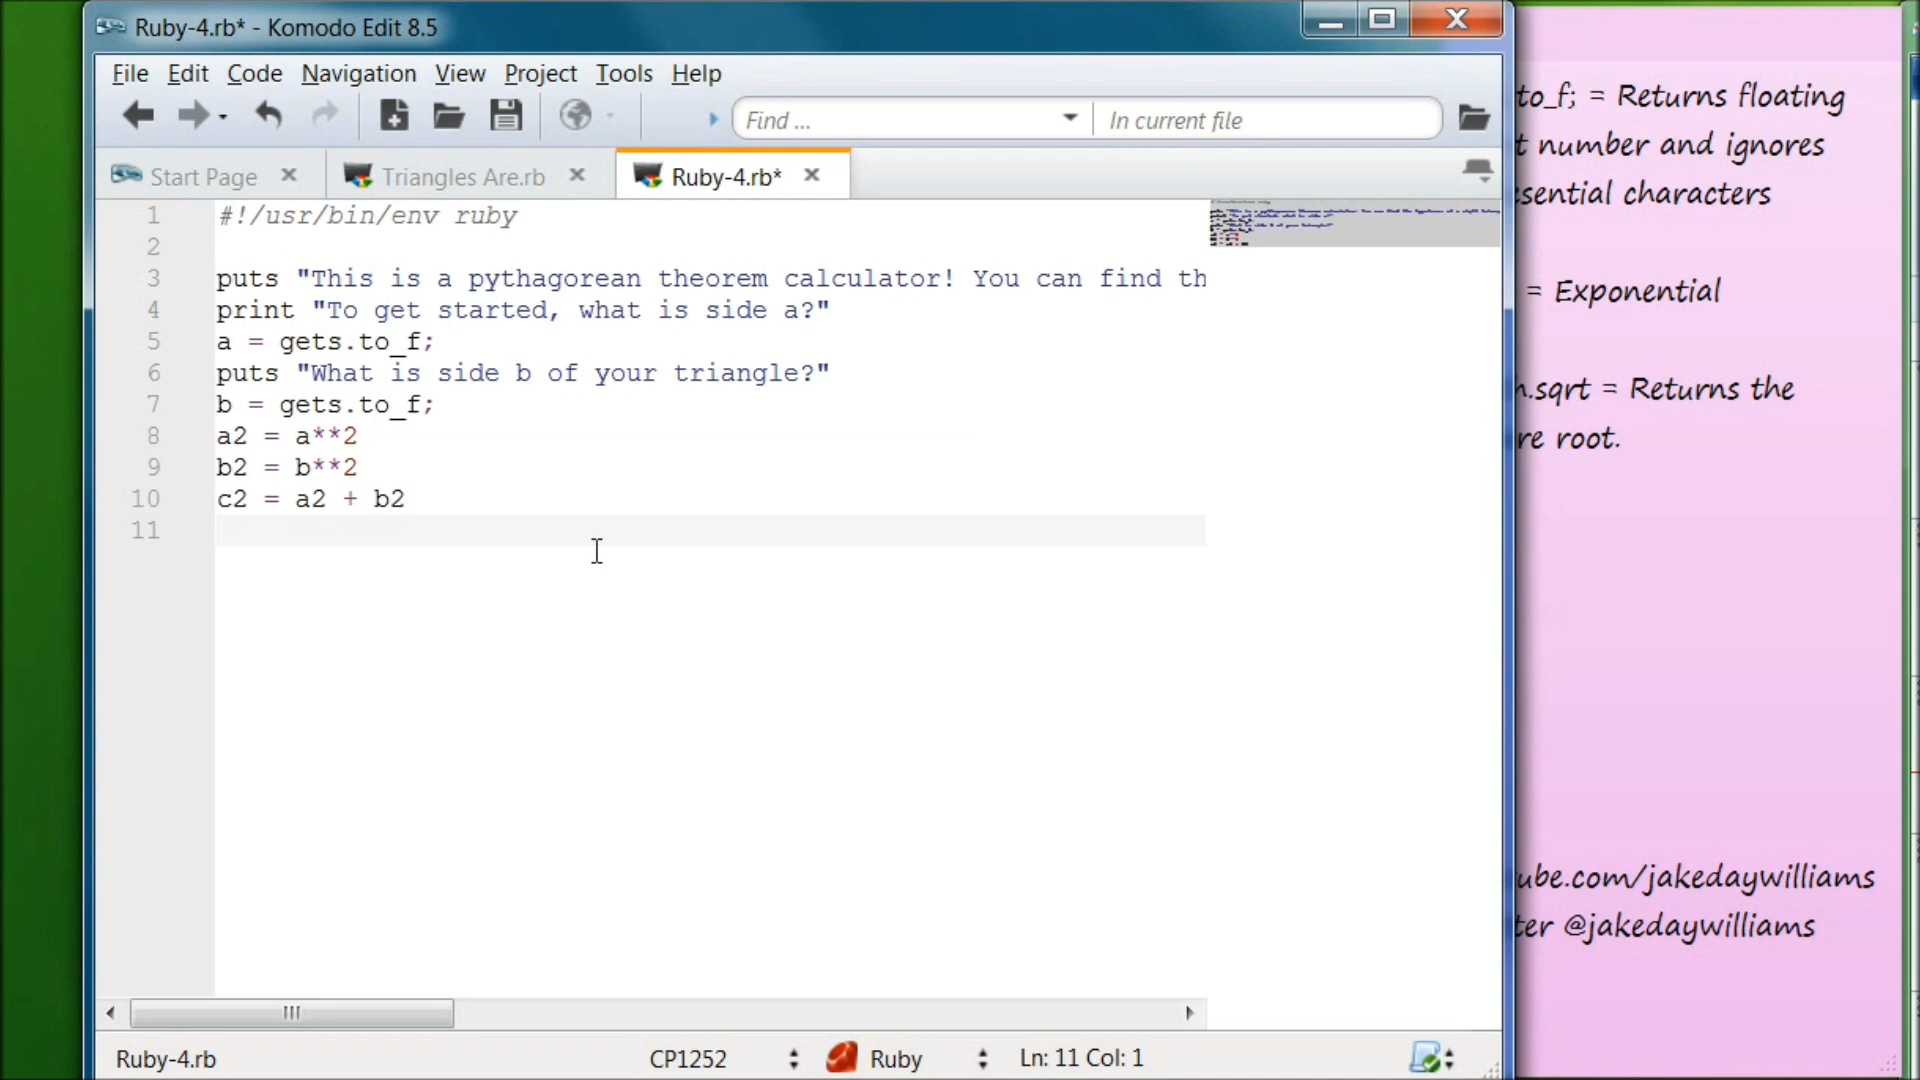 Ruby-4.rb* - Komodo Edit 8.5
File Edit Code Navigation View Project Tools Help
Find ... In current file
Start Page Triangles Are.rb Ruby-4.rb*
1 #!/usr/bin/env ruby
2
3 puts "This is a pythagorean theorem calculator! You can find th
4 print "To get started, what is side a?"
5 a = gets.to_f;
6 puts "What is side b of your triangle?"
7 b = gets.to_f;
8 a2 = a**2
9 b2 = b**2
10 c2 = a2 + b2
11
Ruby-4.rb CP1252 Ruby Ln: 11 Col: 1
to_f; = Returns floating
t number and ignores
sential characters
= Exponential
.sqrt = Returns the
re root.
ube.com/jakedaywilliams
ter @jakedaywilliams